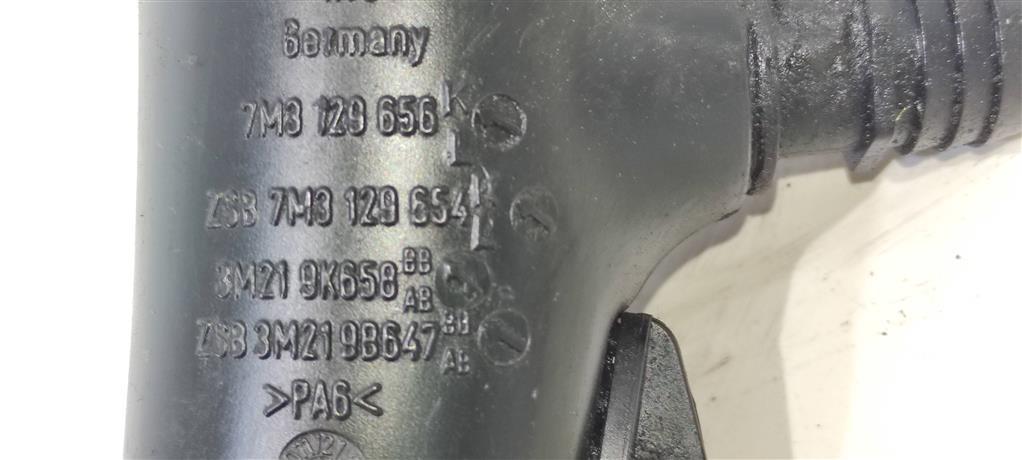 Germany
7M3 129 656 K L
ZSB 7M3 129 654
3M21 9K658 BB AB
ZSB 3M21 9B647 BB AB
>PA6<